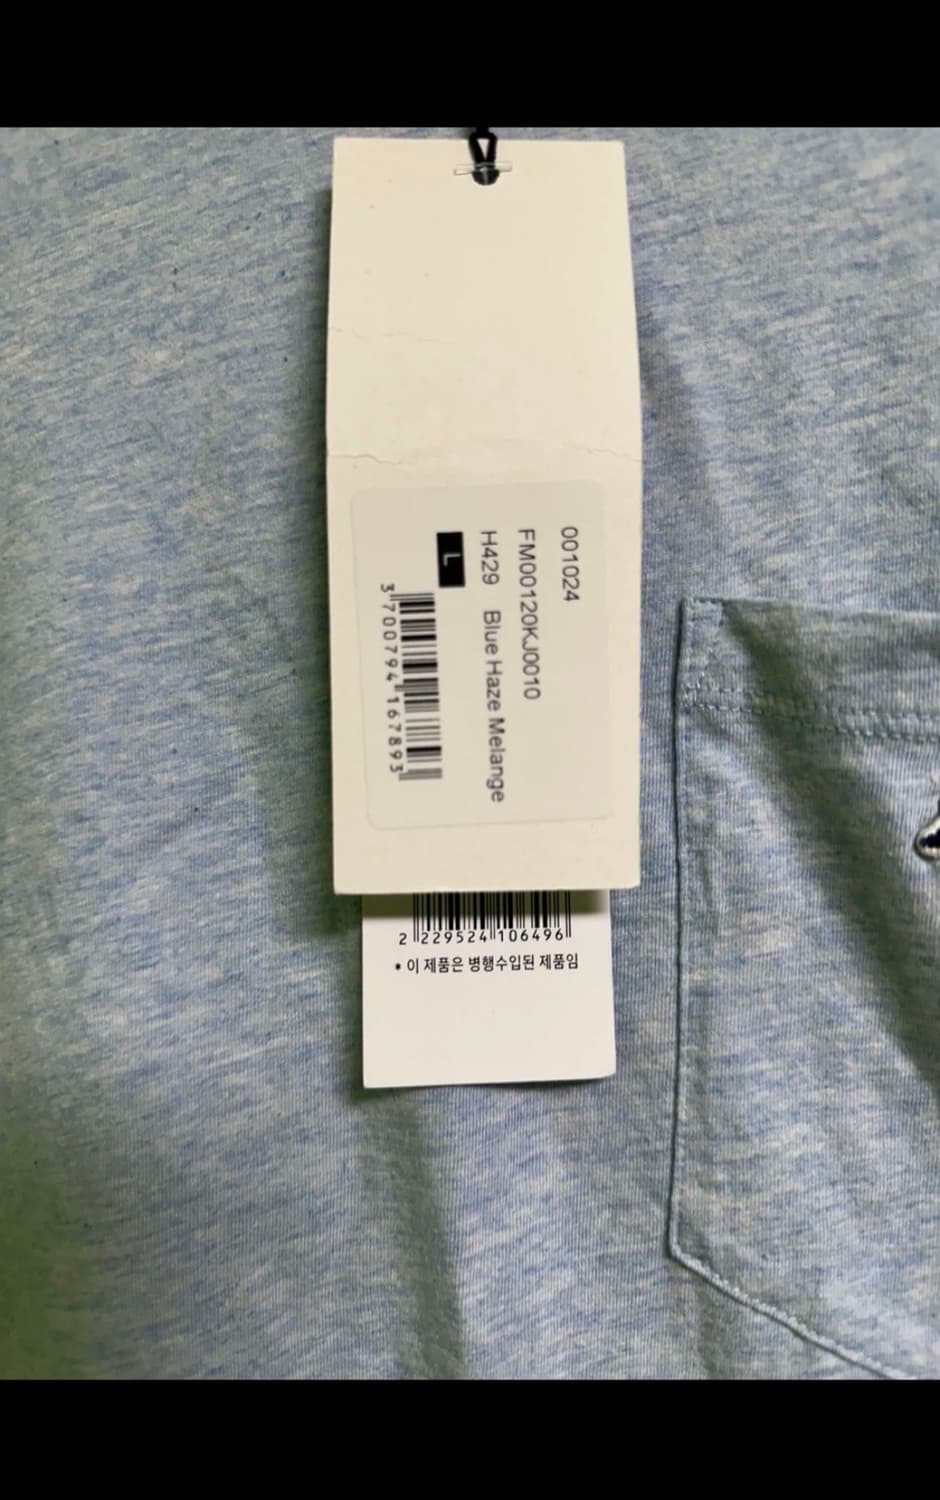 001024
FM00120KJ0010
H429 Blue Haze Melange
L
3700794167893
2229524106496
* 이 제품은 병행수입된 제품임